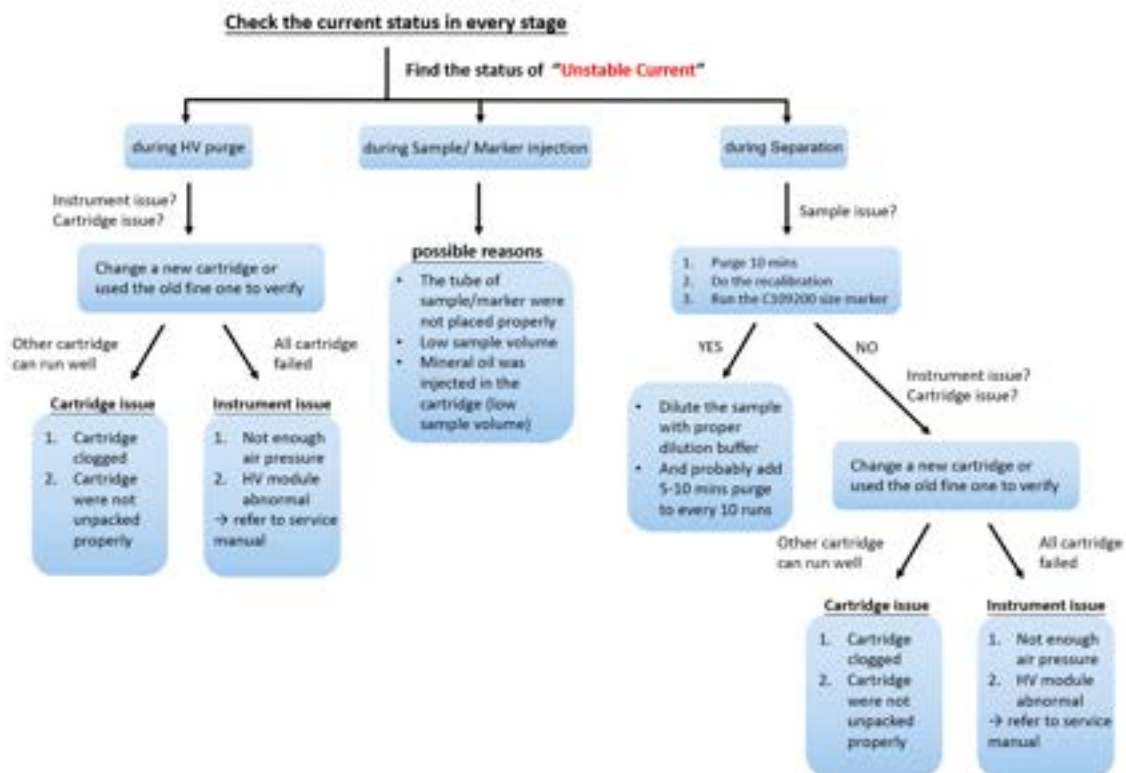 Check the current status in every stage
Find the status of "Unstable Current"
during HV purge
during Sample/ Marker injection
during Separation
Instrument issue?
Cartridge issue?
Change a new cartridge or
used the old fine one to verify
Other cartridge
can run well
All cartridge
failed
Cartridge issue
1. Cartridge
clogged
2. Cartridge
were not
unpacked
properly
Instrument issue
1. Not enough
air pressure
2. HV module
abnormal
→ refer to service
manual
possible reasons
• The tube of
sample/marker were
not placed properly
• Low sample volume
• Mineral oil was
injected in the
cartridge (low
sample volume)
Sample issue?
1. Purge 10 mins
2. Do the recalibration
3. Run the C109200 size marker
YES
NO
• Dilute the sample
with proper
dilution buffer
• And probably add
5-10 mins purge
to every 10 runs
Instrument issue?
Cartridge issue?
Change a new cartridge or
used the old fine one to verify
Other cartridge
can run well
All cartridge
failed
Cartridge issue
1. Cartridge
clogged
2. Cartridge
were not
unpacked
properly
Instrument issue
1. Not enough
air pressure
2. HV module
abnormal
→ refer to service
manual